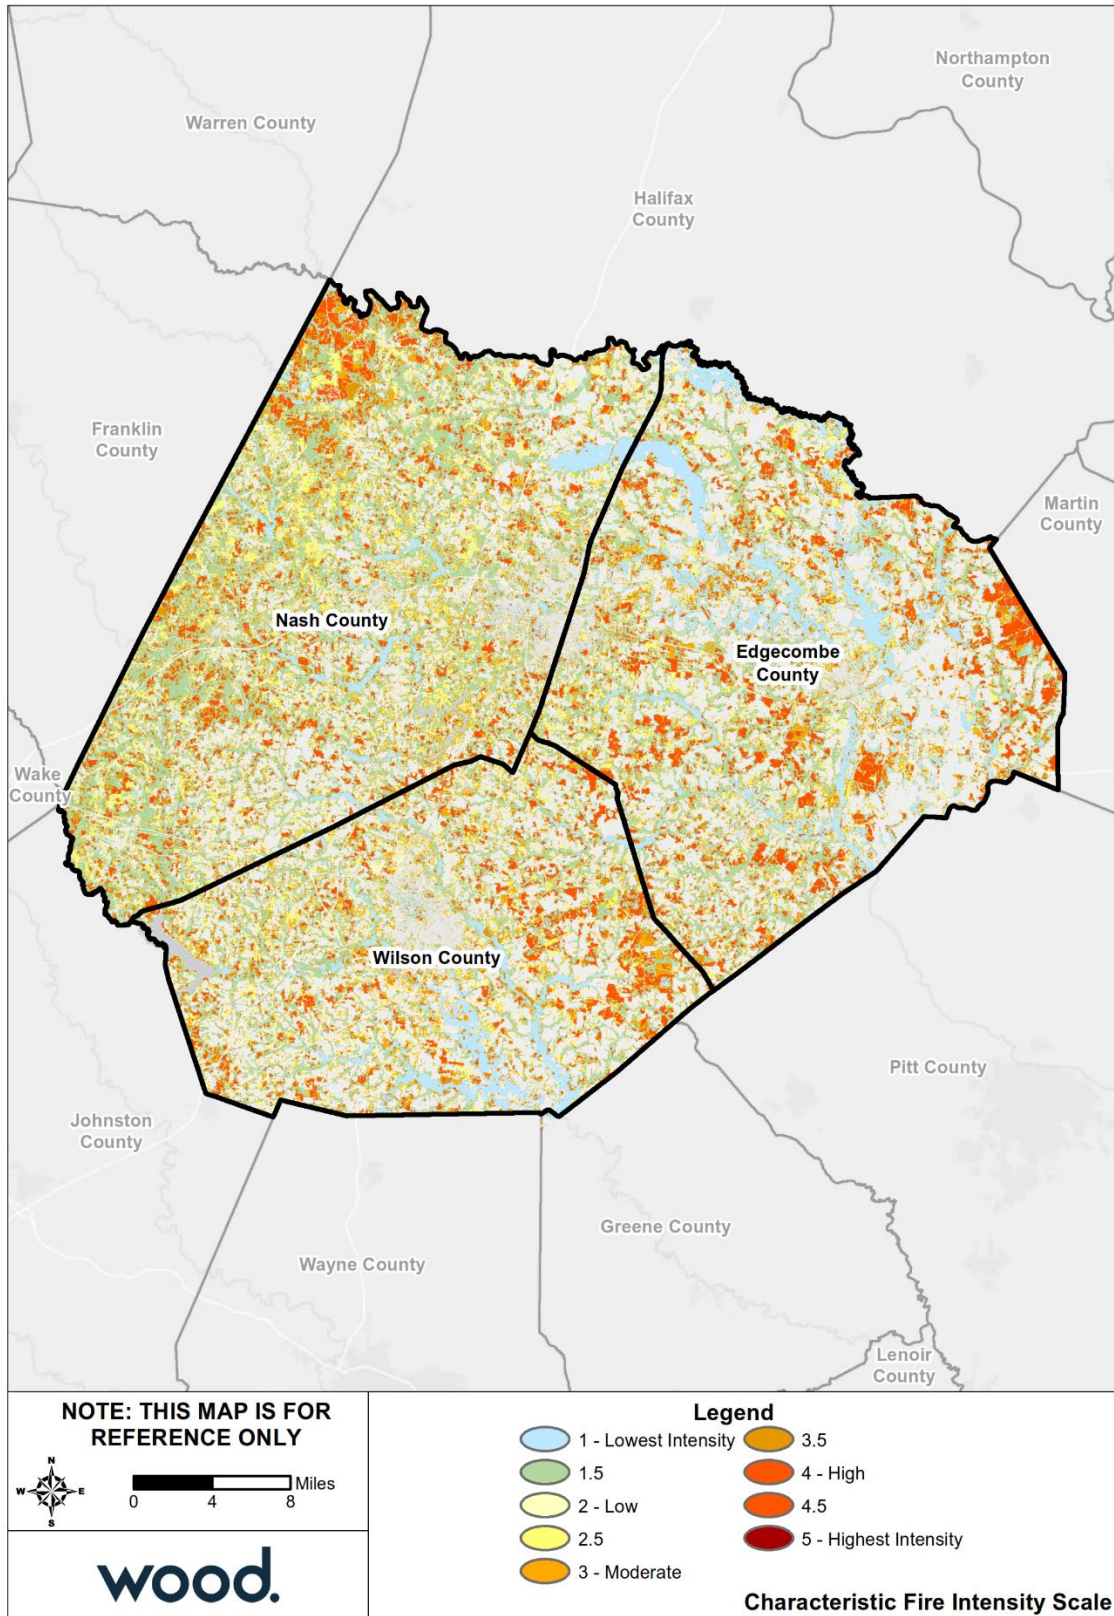 Northampton
County
Warren County
Halifax
County
Franklin
County
Martin
County
Nash County
Edgecombe
County
Wake
County
Wilson County
Pitt County
Johnston
County
Greene County
Wayne County
Lenoir
County
NOTE: THIS MAP IS FOR
REFERENCE ONLY
N
W
E
S
Miles
0 4 8
wood.
Legend
1 - Lowest Intensity
1.5
2 - Low
2.5
3 - Moderate
3.5
4 - High
4.5
5 - Highest Intensity
Characteristic Fire Intensity Scale